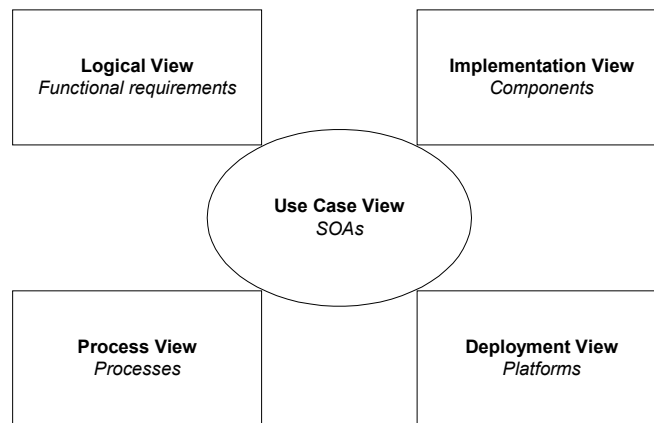 Logical View
Functional requirements
Implementation View
Components
Use Case View
SOAs
Process View
Processes
Deployment View
Platforms